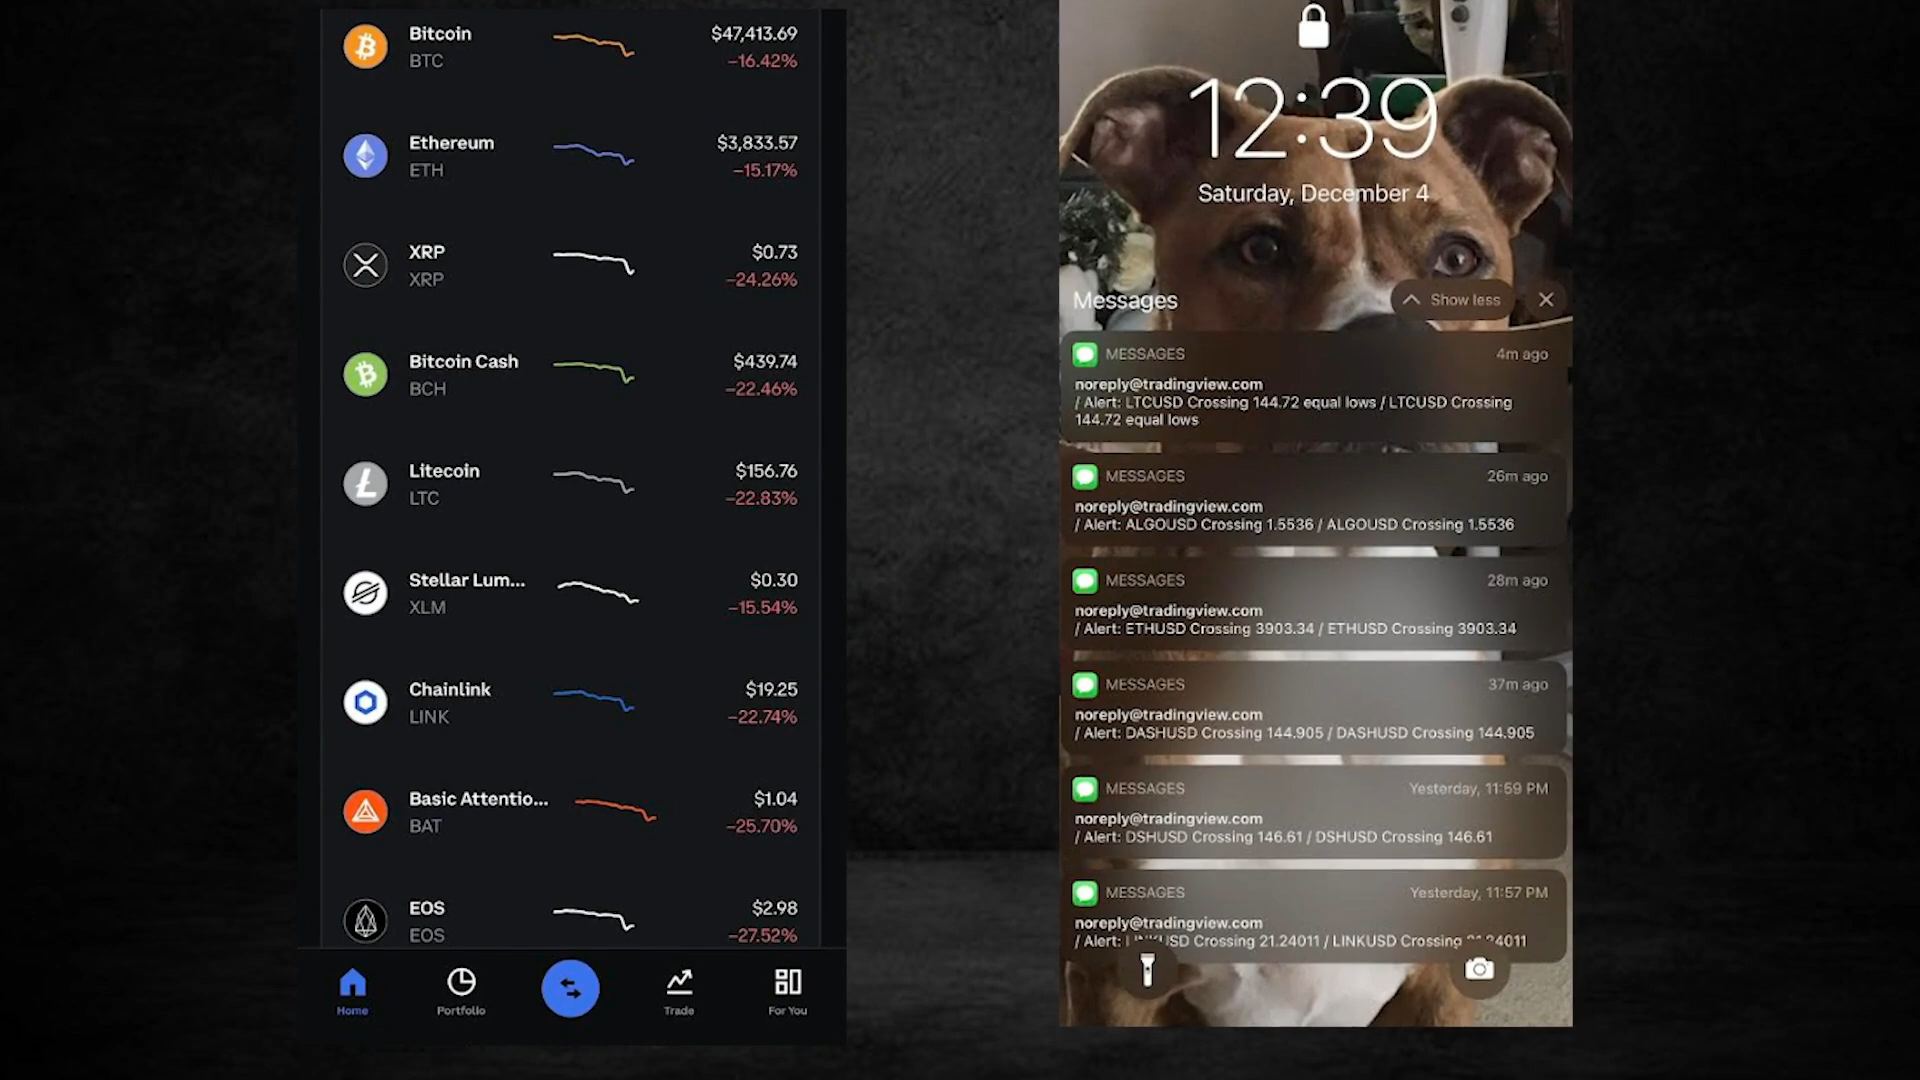 Bitcoin
BTC
$47,413.69
−16.42%
Ethereum
ETH
$3,833.57
−15.17%
XRP
XRP
$0.73
−24.26%
Bitcoin Cash
BCH
$439.74
−22.46%
Litecoin
LTC
$156.76
−22.83%
Stellar Lum...
XLM
$0.30
−15.54%
Chainlink
LINK
$19.25
−22.74%
Basic Attentio...
BAT
$1.04
−25.70%
EOS
EOS
$2.98
−27.52%
Home
Portfolio
Trade
For You
12:39
Saturday, December 4
Messages
Show less
MESSAGES
4m ago
noreply@tradingview.com
/ Alert: LTCUSD Crossing 144.72 equal lows / LTCUSD Crossing
144.72 equal lows
MESSAGES
26m ago
noreply@tradingview.com
/ Alert: ALGOUSD Crossing 1.5536 / ALGOUSD Crossing 1.5536
MESSAGES
28m ago
noreply@tradingview.com
/ Alert: ETHUSD Crossing 3903.34 / ETHUSD Crossing 3903.34
MESSAGES
37m ago
noreply@tradingview.com
/ Alert: DASHUSD Crossing 144.905 / DASHUSD Crossing 144.905
MESSAGES
Yesterday, 11:59 PM
noreply@tradingview.com
/ Alert: DSHUSD Crossing 146.61 / DSHUSD Crossing 146.61
MESSAGES
Yesterday, 11:57 PM
noreply@tradingview.com
/ Alert: LINKUSD Crossing 21.24011 / LINKUSD Crossing 21.24011